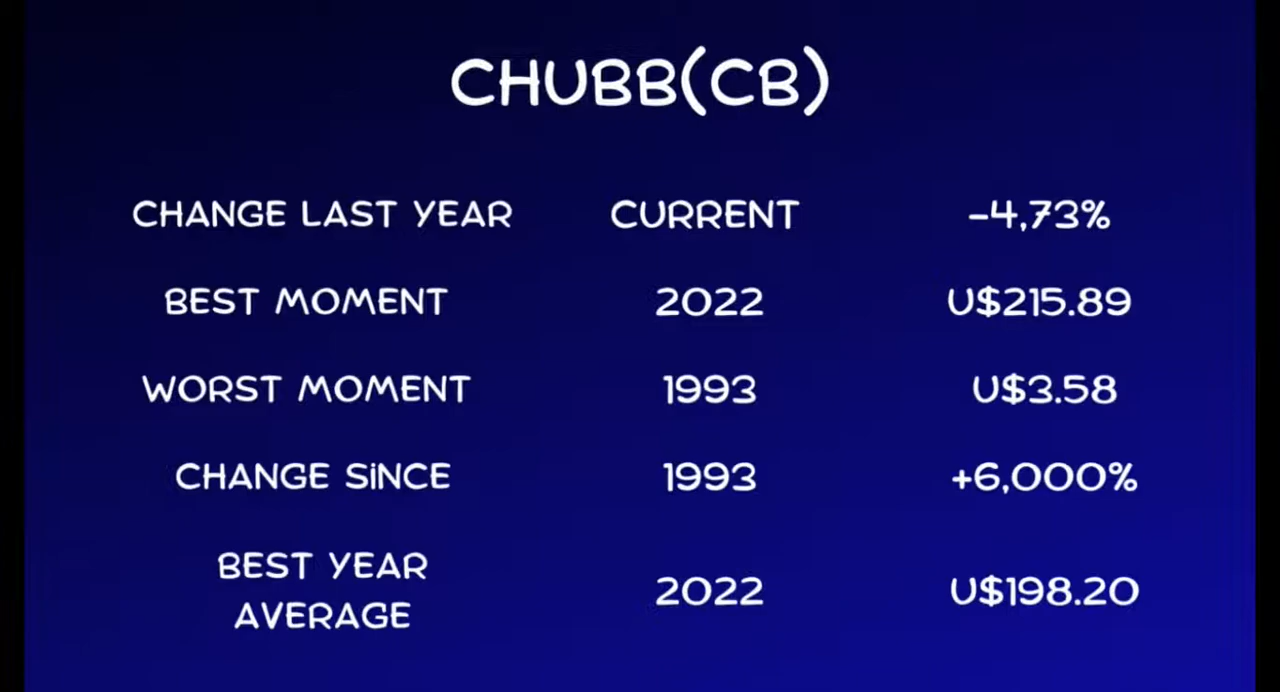 CHUBB(CB)
CHANGE LAST YEAR CURRENT -4,73%
BEST MOMENT 2022 U$215.89
WORST MOMENT 1993 U$3.58
CHANGE SINCE 1993 +6,000%
BEST YEAR
AVERAGE 2022 U$198.20